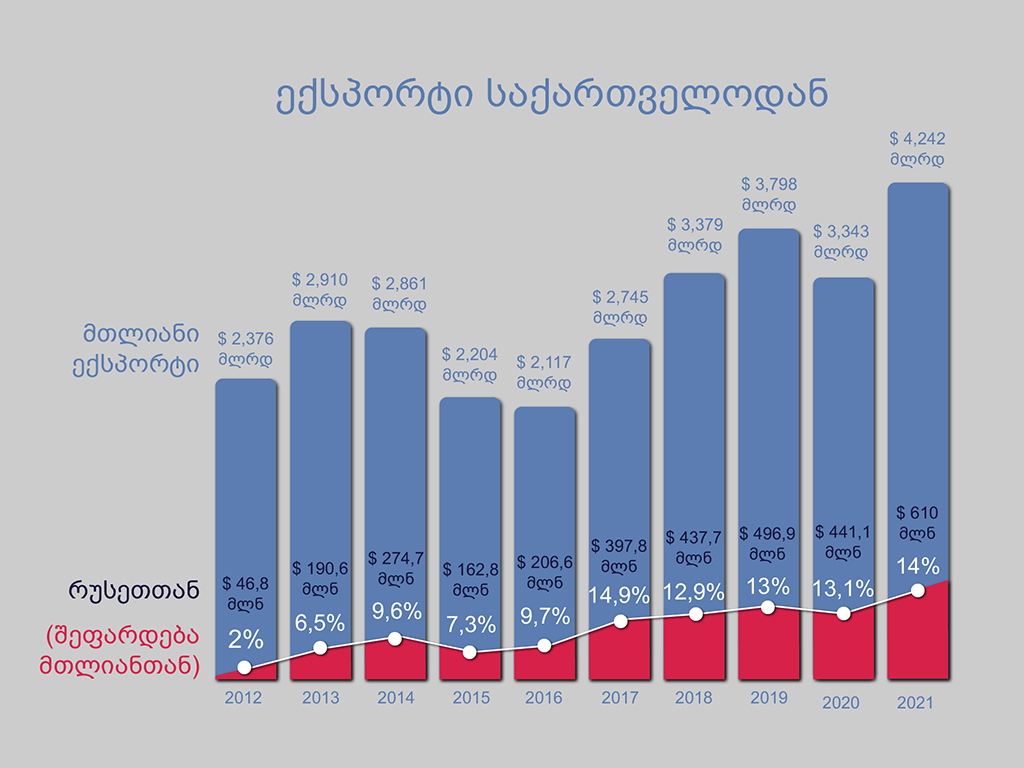 ექსპორტი საქართველოდან
$ 4,242
მლრდ
$ 3,798
მლრდ
$ 3,379
მლრდ
$ 3,343
მლრდ
$ 2,910
მლრდ
$ 2,861
მლრდ
$ 2,745
მლრდ
მთლიანი
ექსპორტი
$ 2,376
მლრდ
$ 2,204
მლრდ
$ 2,117
მლრდ
რუსეთთან
$ 46,8
მლნ
$ 190,6
მლნ
$ 274,7
მლნ
$ 162,8
მლნ
$ 206,6
მლნ
$ 397,8
მლნ
$ 437,7
მლნ
$ 496,9
მლნ
$ 441,1
მლნ
$ 610
მლნ
(შეფარდება
მთლიანთან)
2%
6,5%
9,6%
7,3%
9,7%
14,9%
12,9%
13%
13,1%
14%
2012
2013
2014
2015
2016
2017
2018
2019
2020
2021